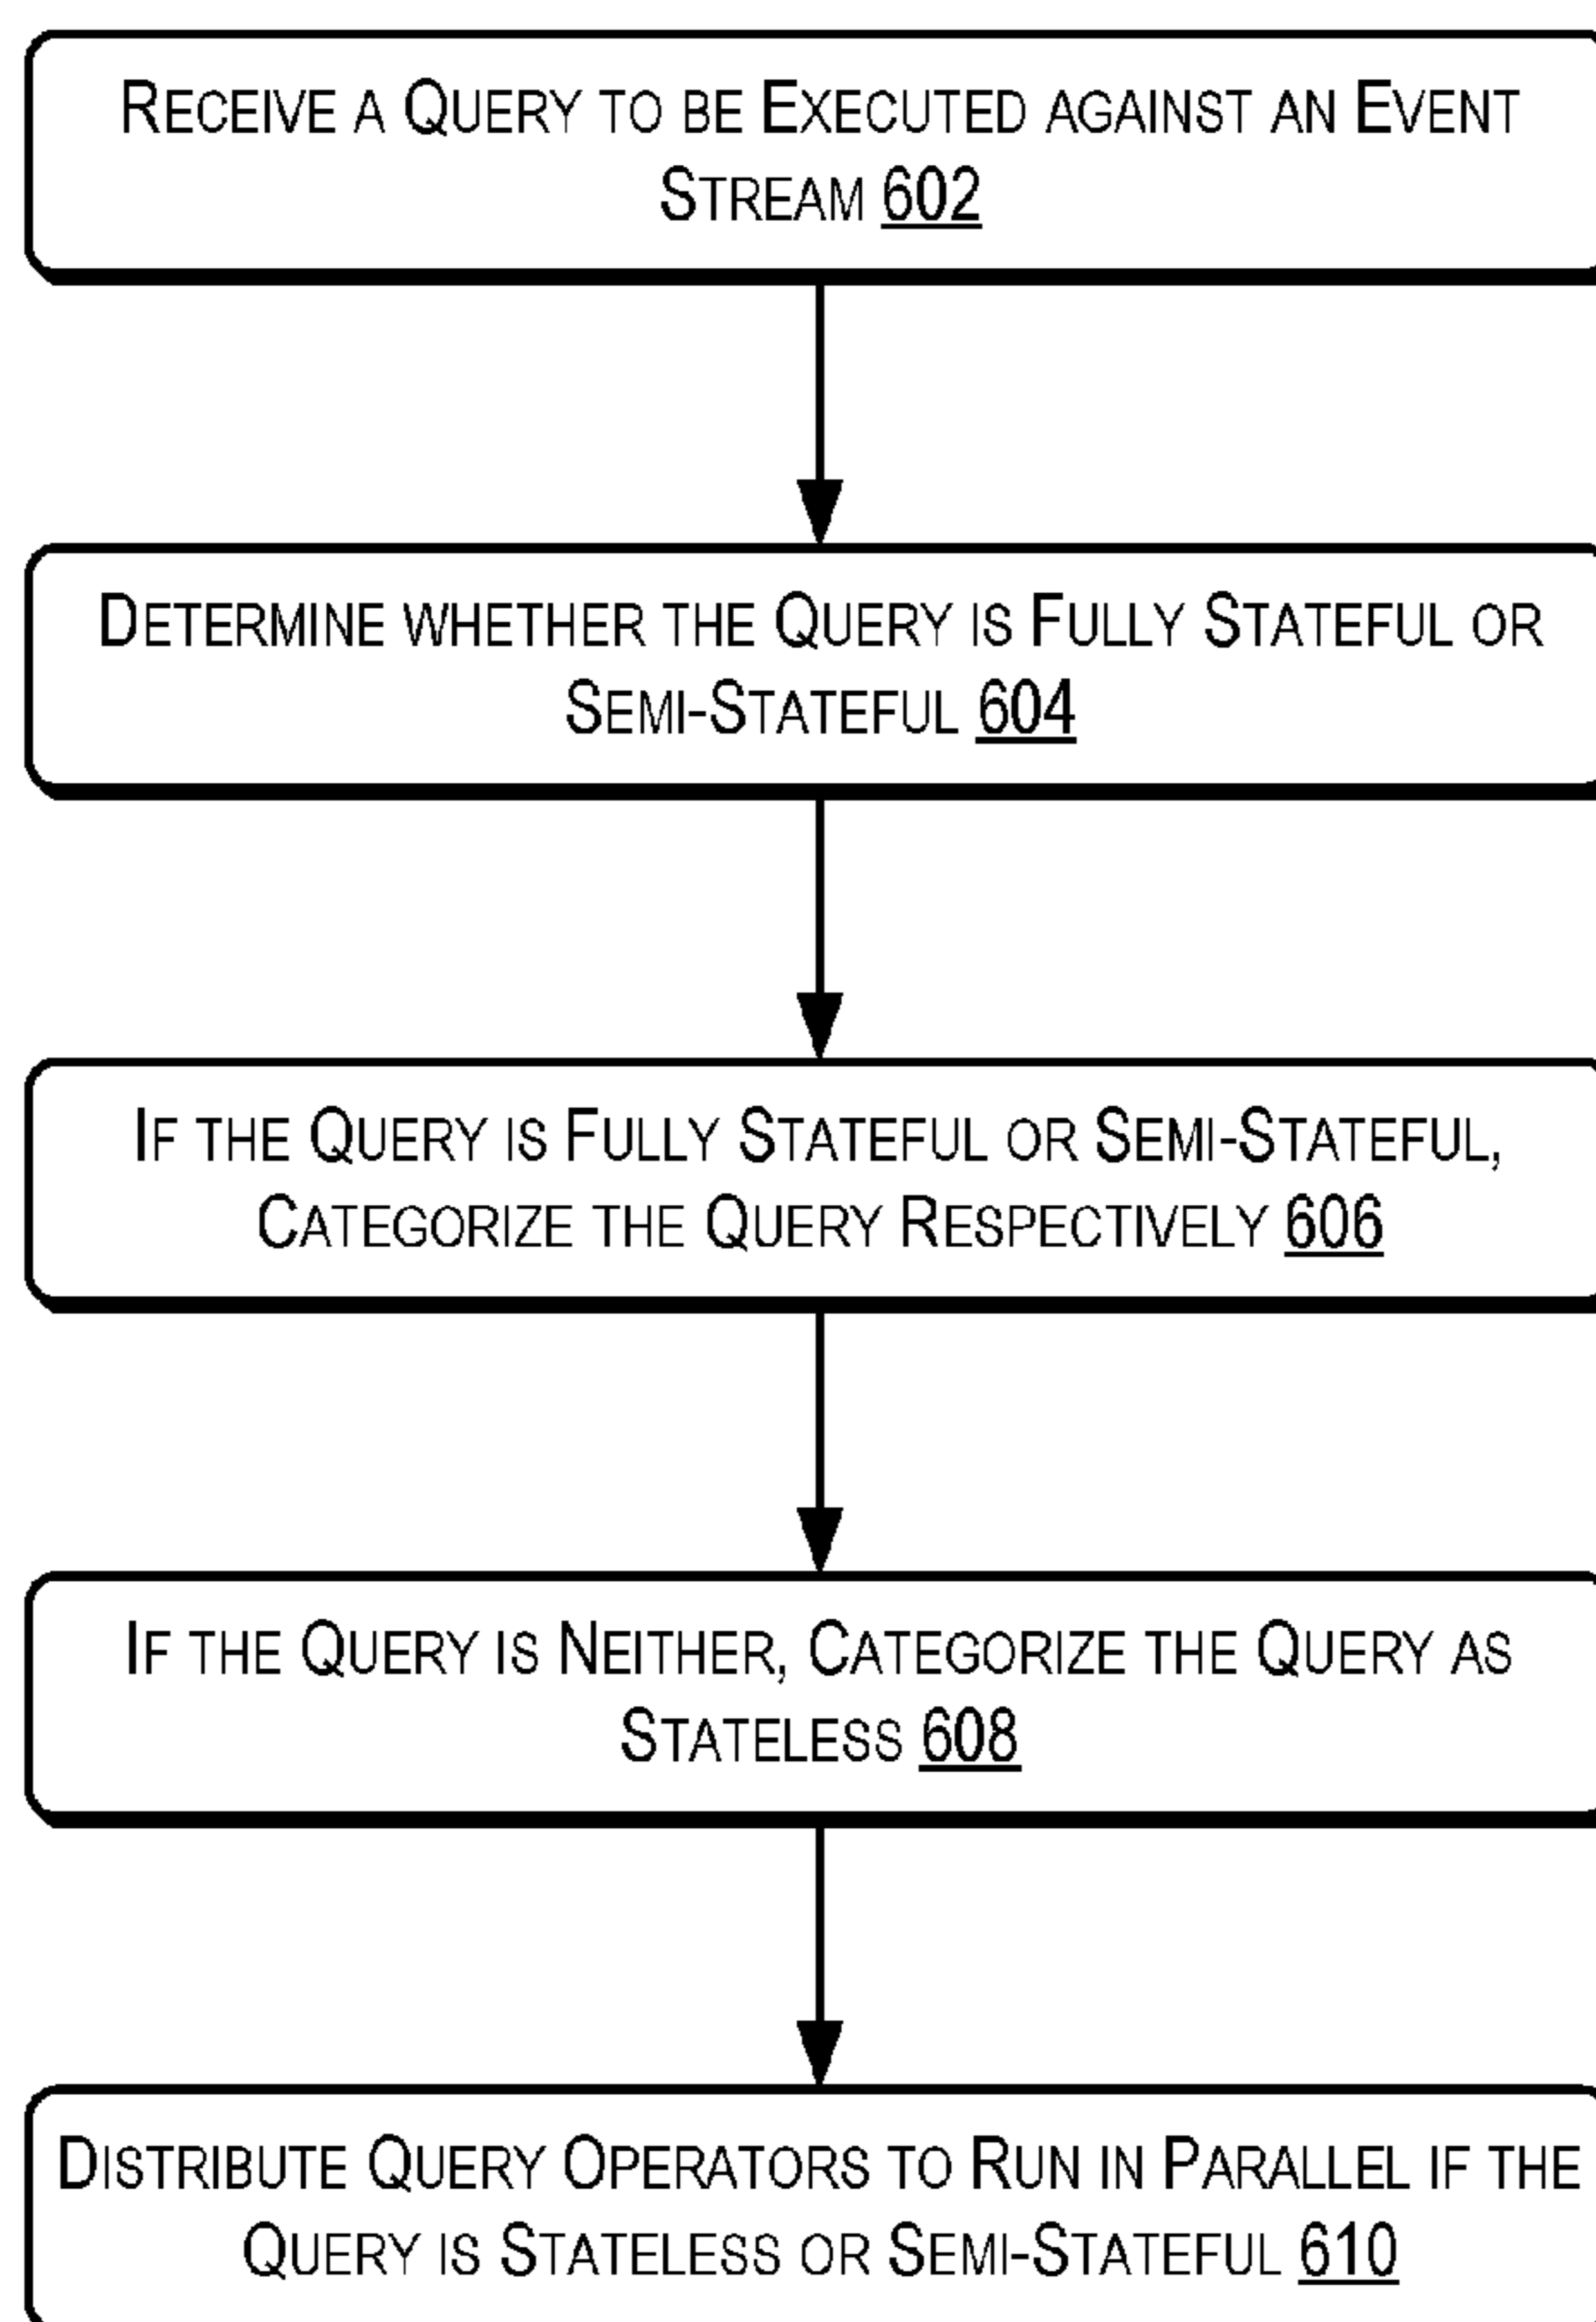 RECEIVE A QUERY TO BE EXECUTED AGAINST AN EVENT
STREAM 602
DETERMINE WHETHER THE QUERY IS FULLY STATEFUL OR
SEMI-STATEFUL 604
IF THE QUERY IS FULLY STATEFUL OR SEMI-STATEFUL,
CATEGORIZE THE QUERY RESPECTIVELY 606
IF THE QUERY IS NEITHER, CATEGORIZE THE QUERY AS
STATELESS 608
DISTRIBUTE QUERY OPERATORS TO RUN IN PARALLEL IF THE
QUERY IS STATELESS OR SEMI-STATEFUL 610